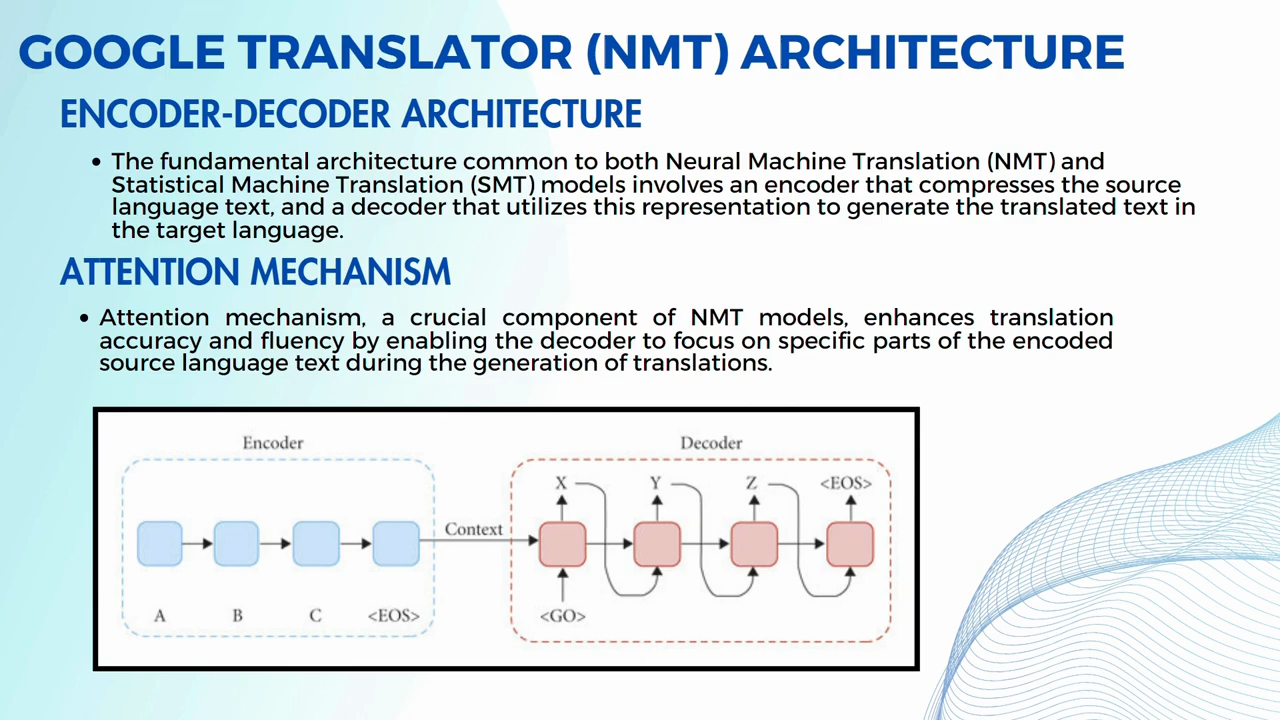 GOOGLE TRANSLATOR (NMT) ARCHITECTURE
ENCODER-DECODER ARCHITECTURE
• The fundamental architecture common to both Neural Machine Translation (NMT) and
Statistical Machine Translation (SMT) models involves an encoder that compresses the source
language text, and a decoder that utilizes this representation to generate the translated text in
the target language.
ATTENTION MECHANISM
• Attention mechanism, a crucial component of NMT models, enhances translation
accuracy and fluency by enabling the decoder to focus on specific parts of the encoded
source language text during the generation of translations.
Encoder
A B C <EOS>
Context
Decoder
X Y Z <EOS>
<GO>